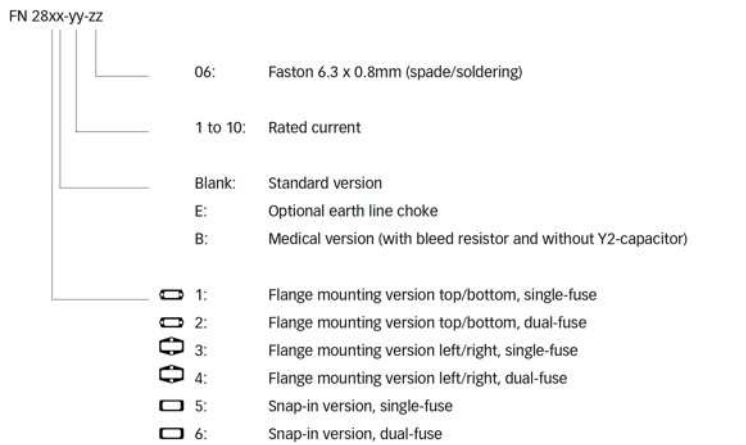 FN 28xx-yy-zz
06: Faston 6.3 x 0.8mm (spade/soldering)
1 to 10: Rated current
Blank: Standard version
E: Optional earth line choke
B: Medical version (with bleed resistor and without Y2-capacitor)
1: Flange mounting version top/bottom, single-fuse
2: Flange mounting version top/bottom, dual-fuse
3: Flange mounting version left/right, single-fuse
4: Flange mounting version left/right, dual-fuse
5: Snap-in version, single-fuse
6: Snap-in version, dual-fuse